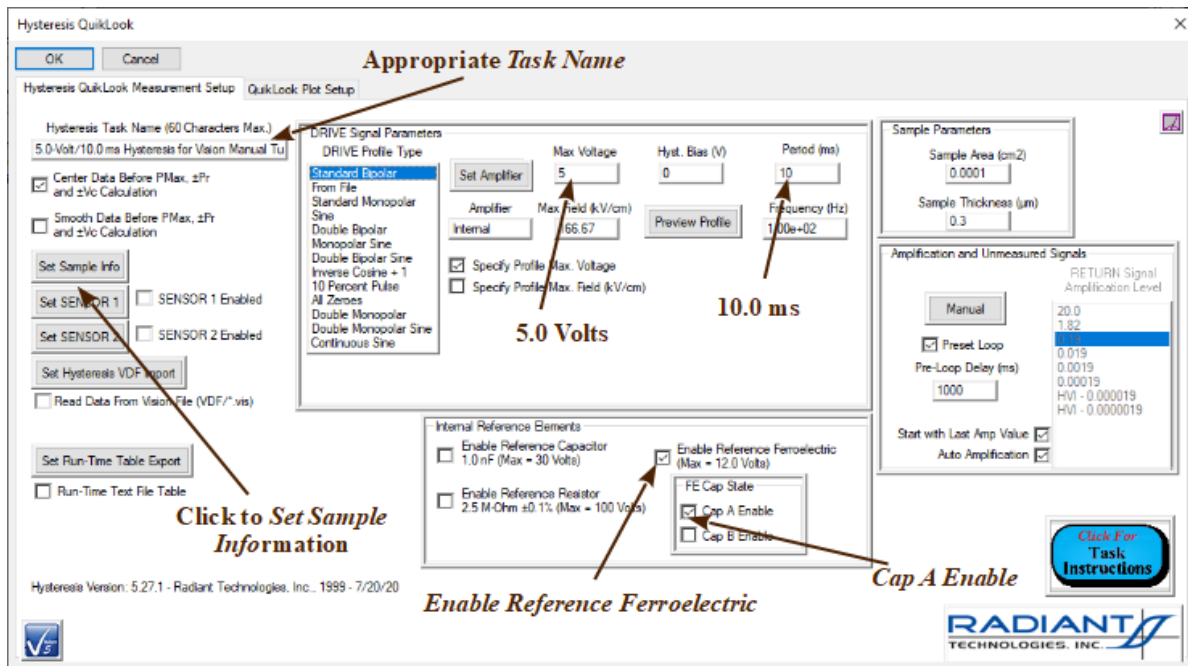 Hysteresis QuikLook
OK
Cancel
Appropriate Task Name
Hysteresis QuikLook Measurement Setup
QuikLook Plot Setup
Hysteresis Task Name (60 Characters Max.)
5.0-Volt/10.0 ms Hysteresis for Vision Manual Tu
Center Data Before PMax, ±Pr
and ±Vc Calculation
Smooth Data Before PMax, ±Pr
and ±Vc Calculation
Set Sample Info
Set SENSOR 1
SENSOR 1 Enabled
Set SENSOR
SENSOR 2 Enabled
Set Hysteresis VDF Import
Read Data From Vision File (VDF/*.vis)
Set Run-Time Table Export
Run-Time Text File Table
Click to Set Sample
Information
Hysteresis Version: 5.27.1 - Radiant Technologies, Inc., 1999 - 7/20/20
DRIVE Signal Parameters
DRIVE Profile Type
Standard Bipolar
From File
Standard Monopolar
Sine
Double Bipolar
Monopolar Sine
Double Bipolar Sine
Inverse Cosine + 1
10 Percent Pulse
All Zeroes
Double Monopolar
Double Monopolar Sine
Continuous Sine
Set Amplifier
Max Voltage
5
Hyst. Bias (V)
0
Period (ms)
10
Amplifier
Internal
Max Field (kV/cm)
166.67
Preview Profile
Frequency (Hz)
1.00e+02
Specify Profile Max. Voltage
Specify Profile Max. Field (kV/cm)
5.0 Volts
10.0 ms
Internal Reference Elements
Enable Reference Capacitor
1.0 nF (Max = 30 Volts)
Enable Reference Resistor
2.5 M-Ohm ±0.1% (Max = 100 Volts)
Enable Reference Ferroelectric
(Max = 12.0 Volts)
FE Cap State
Cap A Enable
Cap B Enable
Enable Reference Ferroelectric
Cap A Enable
Sample Parameters
Sample Area (cm2)
0.0001
Sample Thickness (µm)
0.3
Amplification and Unmeasured Signals
RETURN Signal
Amplification Level
Manual
Preset Loop
Pre-Loop Delay (ms)
1000
20.0
1.82
0.019
0.0019
0.00019
HVI - 0.000019
HVI - 0.0000019
Start with Last Amp Value
Auto Amplification
Click For
Task
Instructions
RADIANT
TECHNOLOGIES, INC.